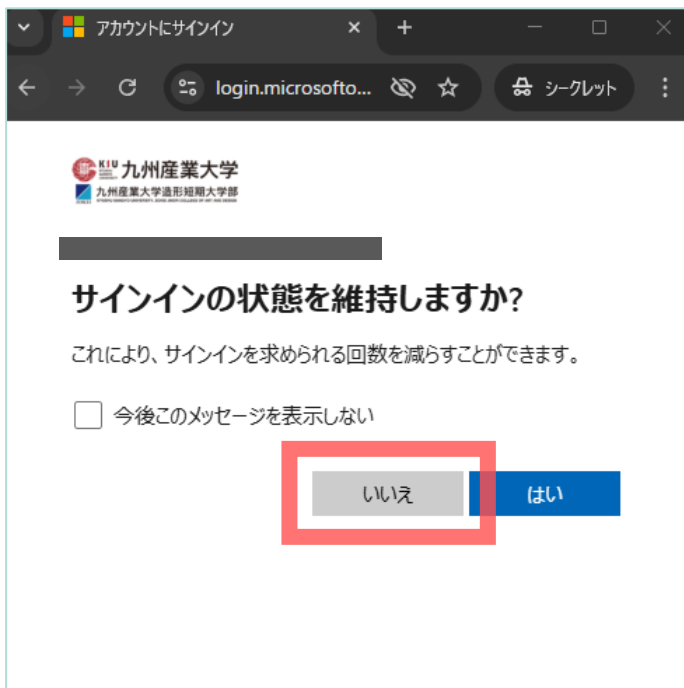 アカウントにサインイン
login.microsofto...
シークレット
KIU 九州産業大学
九州産業大学造形短期大学部
サインインの状態を維持しますか?
これにより、サインインを求められる回数を減らすことができます。
今後このメッセージを表示しない
いいえ
はい